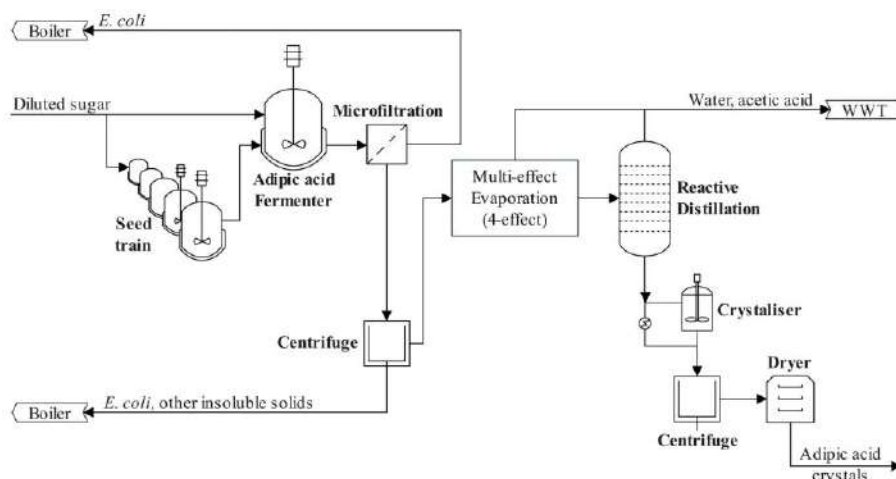 E. coli
Boiler
Diluted sugar
Microfiltration
Water, acetic acid
WWT
Adipic acid
Fermenter
Multi-effect
Evaporation
(4-effect)
Reactive
Distillation
Seed
train
Crystaliser
Centrifuge
Dryer
E. coli, other insoluble solids
Boiler
Centrifuge
Adipic acid
crystals